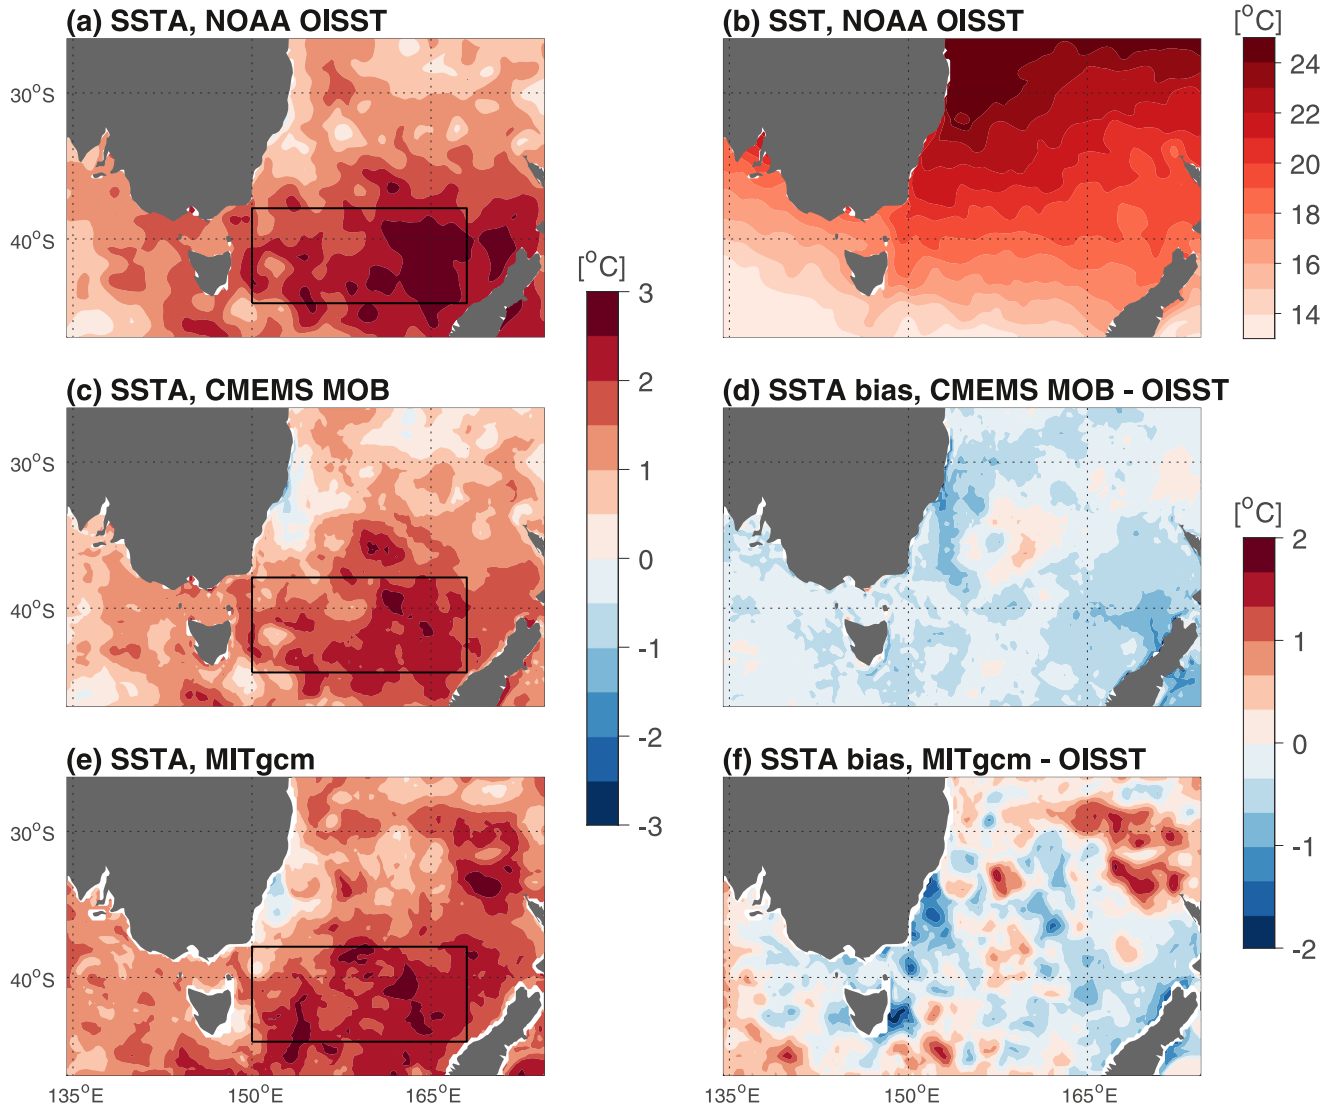 (a) SSTA, NOAA OISST
(b) SST, NOAA OISST
[°C]
30°S
40°S
24
22
20
18
16
14
[°C]
3
2
1
0
-1
-2
-3
(c) SSTA, CMEMS MOB
(d) SSTA bias, CMEMS MOB - OISST
30°S
40°S
[°C]
2
1
0
-1
-2
(e) SSTA, MITgcm
(f) SSTA bias, MITgcm - OISST
30°S
40°S
135°E
150°E
165°E
135°E
150°E
165°E